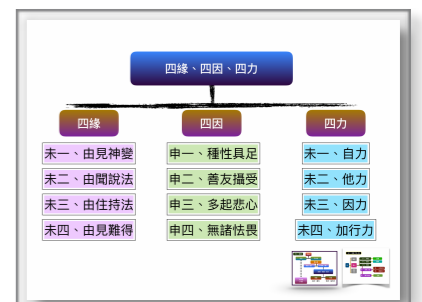 四緣、四因、四力
四緣
四因
四力
未一、由見神變
未二、由聞說法
未三、由住持法
未四、由見難得
申一、種性具足
申二、善友攝受
申三、多起悲心
申四、無諸怯畏
未一、自力
未二、他力
未三、因力
未四、加行力